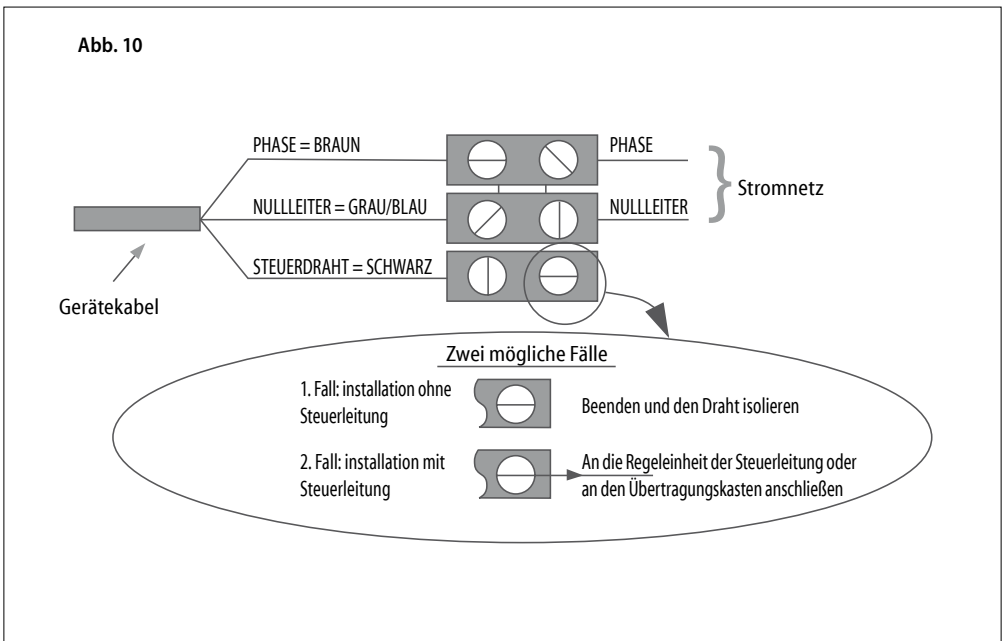 Abb. 10
PHASE = BRAUN
PHASE
NULLLEITER = GRAU/BLAU
NULLLEITER
Stromnetz
STEUERDRAHT = SCHWARZ
Gerätekabel
Zwei mögliche Fälle
1. Fall: installation ohne
Steuerleitung
Beenden und den Draht isolieren
2. Fall: installation mit
Steuerleitung
An die Regeleinheit der Steuerleitung oder
an den Übertragungskasten anschließen